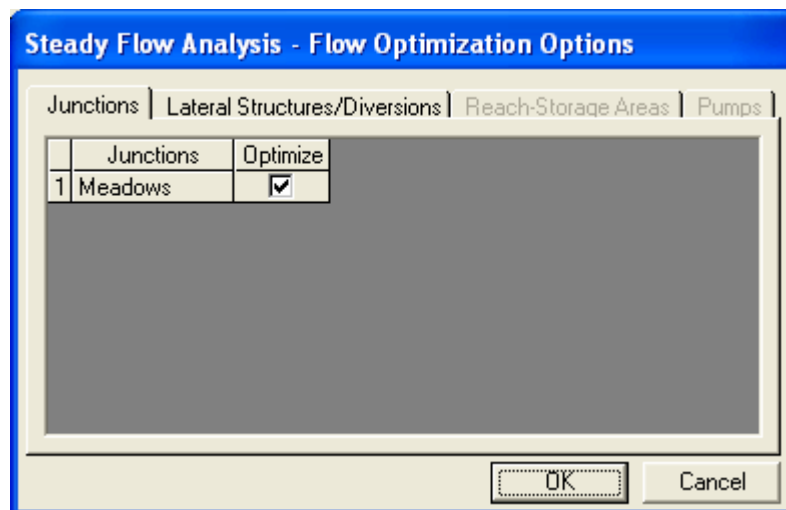 Steady Flow Analysis - Flow Optimization Options
Junctions Lateral Structures/Diversions Reach-Storage Areas Pumps
Junctions Optimize
1 Meadows
OK Cancel